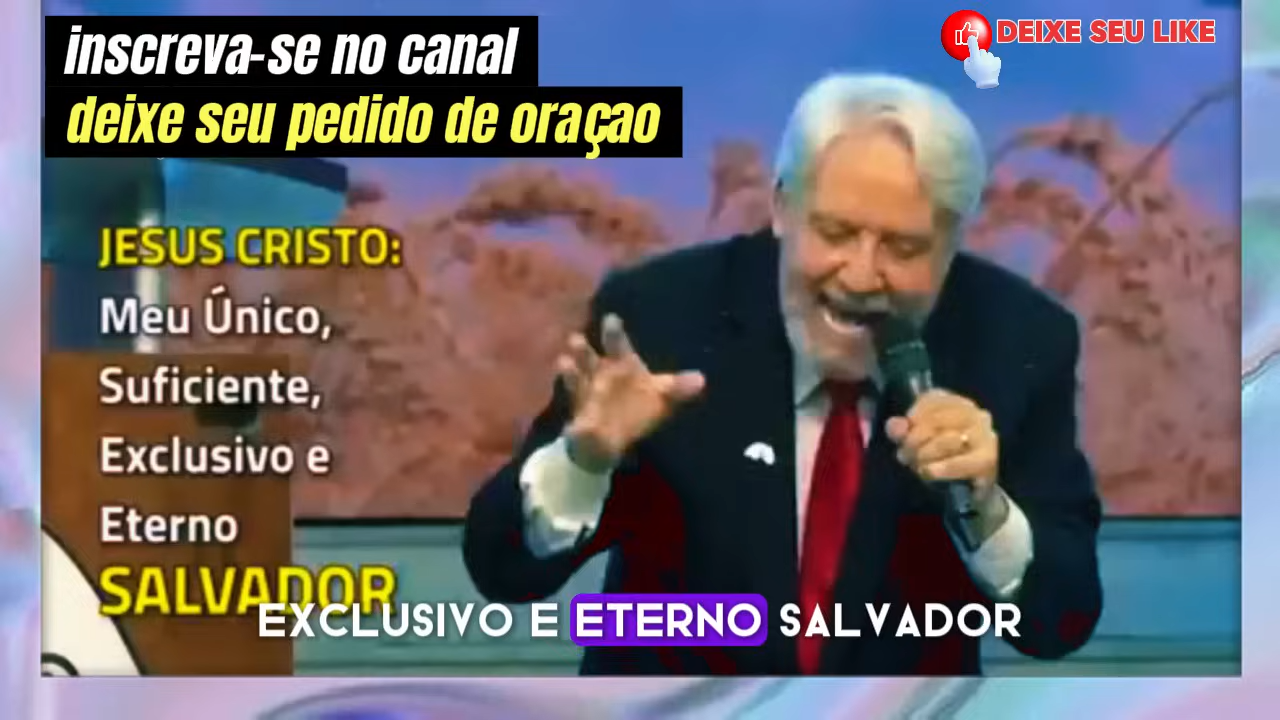 inscreva-se no canal
deixe seu pedido de oraçao
DEIXE SEU LIKE
JESUS CRISTO:
Meu Único,
Suficiente,
Exclusivo e
Eterno
SALVADOR
EXCLUSIVO E ETERNO SALVADOR